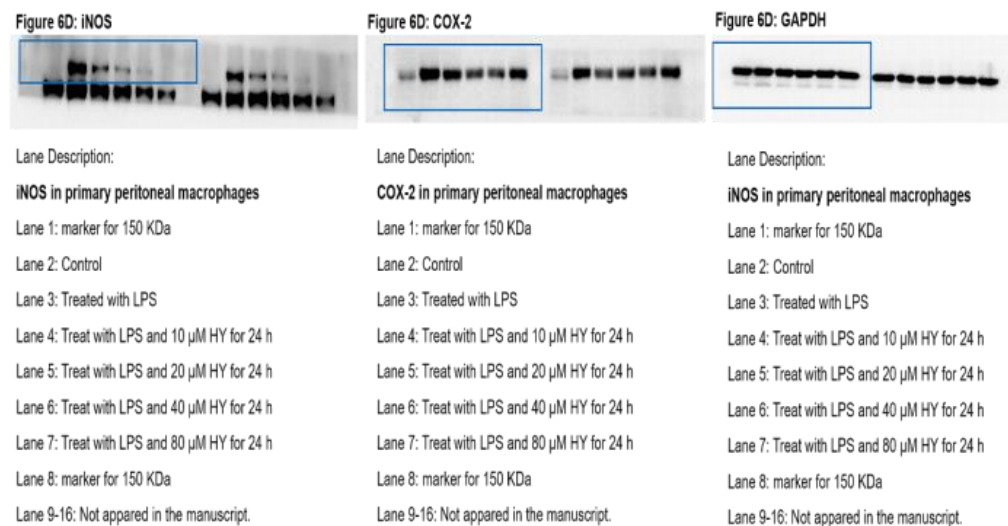 Figure 6D: iNOS
Lane Description:
iNOS in primary peritoneal macrophages
Lane 1: marker for 150 KDa
Lane 2: Control
Lane 3: Treated with LPS
Lane 4: Treat with LPS and 10 µM HY for 24 h
Lane 5: Treat with LPS and 20 µM HY for 24 h
Lane 6: Treat with LPS and 40 µM HY for 24 h
Lane 7: Treat with LPS and 80 µM HY for 24 h
Lane 8: marker for 150 KDa
Lane 9-16: Not appared in the manuscript.
Figure 6D: COX-2
Lane Description:
COX-2 in primary peritoneal macrophages
Lane 1: marker for 150 KDa
Lane 2: Control
Lane 3: Treated with LPS
Lane 4: Treat with LPS and 10 µM HY for 24 h
Lane 5: Treat with LPS and 20 µM HY for 24 h
Lane 6: Treat with LPS and 40 µM HY for 24 h
Lane 7: Treat with LPS and 80 µM HY for 24 h
Lane 8: marker for 150 KDa
Lane 9-16: Not appared in the manuscript.
Figure 6D: GAPDH
Lane Description:
iNOS in primary peritoneal macrophages
Lane 1: marker for 150 KDa
Lane 2: Control
Lane 3: Treated with LPS
Lane 4: Treat with LPS and 10 µM HY for 24 h
Lane 5: Treat with LPS and 20 µM HY for 24 h
Lane 6: Treat with LPS and 40 µM HY for 24 h
Lane 7: Treat with LPS and 80 µM HY for 24 h
Lane 8: marker for 150 KDa
Lane 9-16: Not appared in the manuscript.